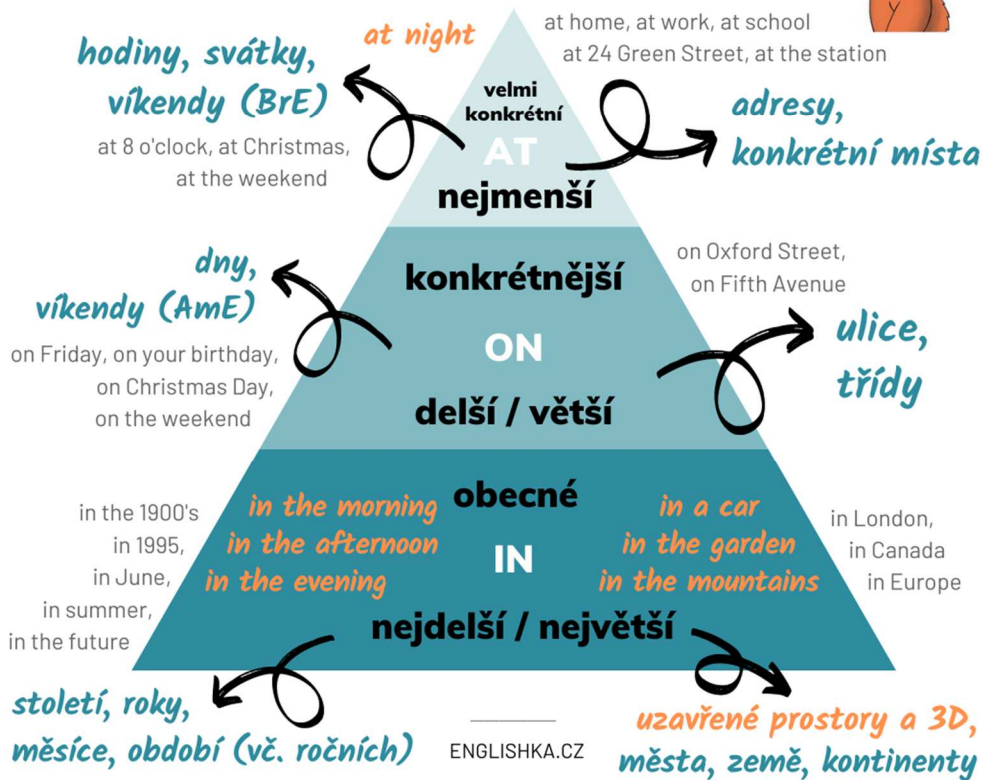 at night
at home, at work, at school
at 24 Green Street, at the station
hodiny, svátky,
víkendy (BrE)
at 8 o'clock, at Christmas,
at the weekend
velmi
konkrétní
AT
nejmenší
adresy,
konkrétní místa
dny,
víkendy (AmE)
on Friday, on your birthday,
on Christmas Day,
on the weekend
konkrétnější
ON
delší / větší
on Oxford Street,
on Fifth Avenue
ulice,
třídy
in the 1900's
in 1995,
in June,
in summer,
in the future
in the morning
in the afternoon
in the evening
obecné
IN
nejdelší / největší
in a car
in the garden
in the mountains
in London,
in Canada
in Europe
století, roky,
měsíce, období (vč. ročních)
ENGLISHKA.CZ
uzavřené prostory a 3D,
města, země, kontinenty